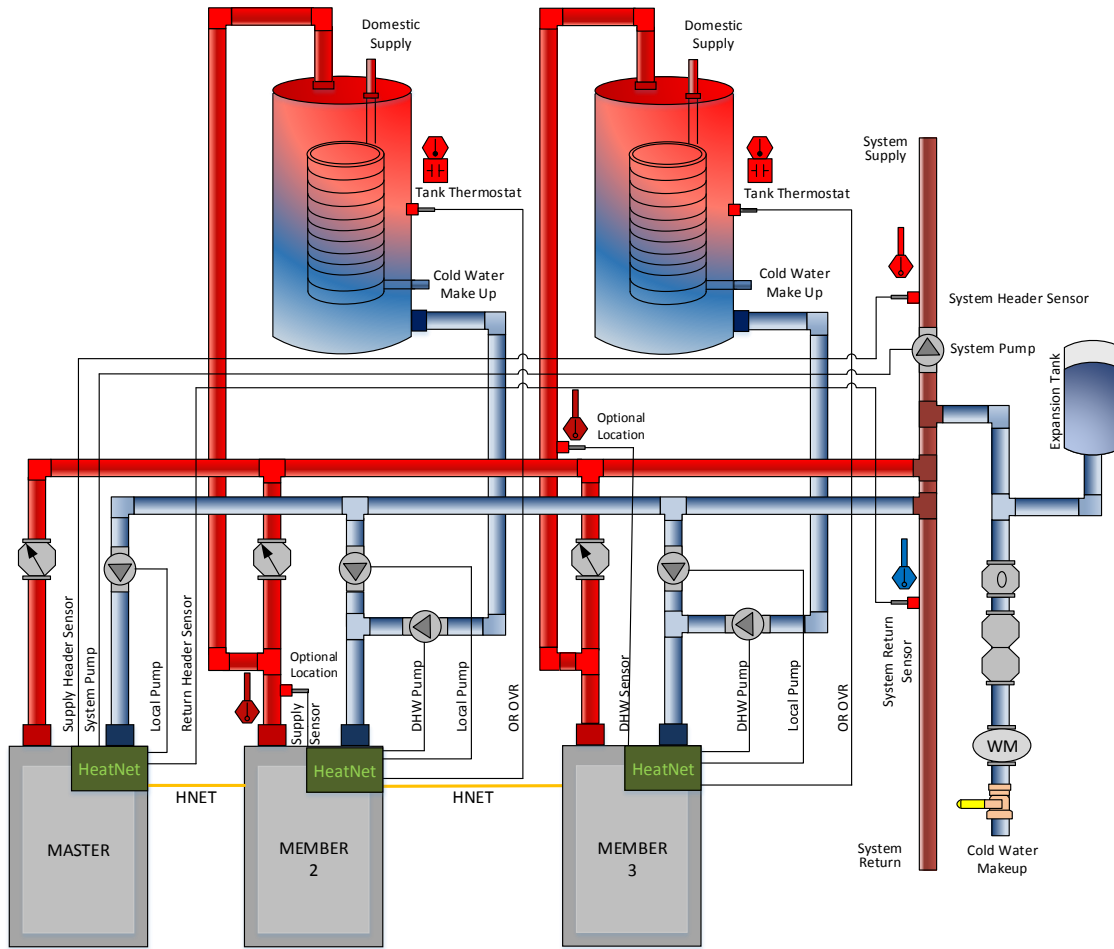 Domestic
Supply
Domestic
Supply
System
Supply
Tank Thermostat
Tank Thermostat
Cold Water
Make Up
Cold Water
Make Up
System Header Sensor
System Pump
Expansion Tank
Optional
Location
Supply Header Sensor
System Pump
Local Pump
Return Header Sensor
Optional
Location
Supply
Sensor
DHW Pump
Local Pump
OR OVR
DHW Sensor
DHW Pump
Local Pump
OR OVR
System Return
Sensor
0
WM
HeatNet
HeatNet
HeatNet
HNET
HNET
MASTER
MEMBER
2
MEMBER
3
System
Return
Cold Water
Makeup